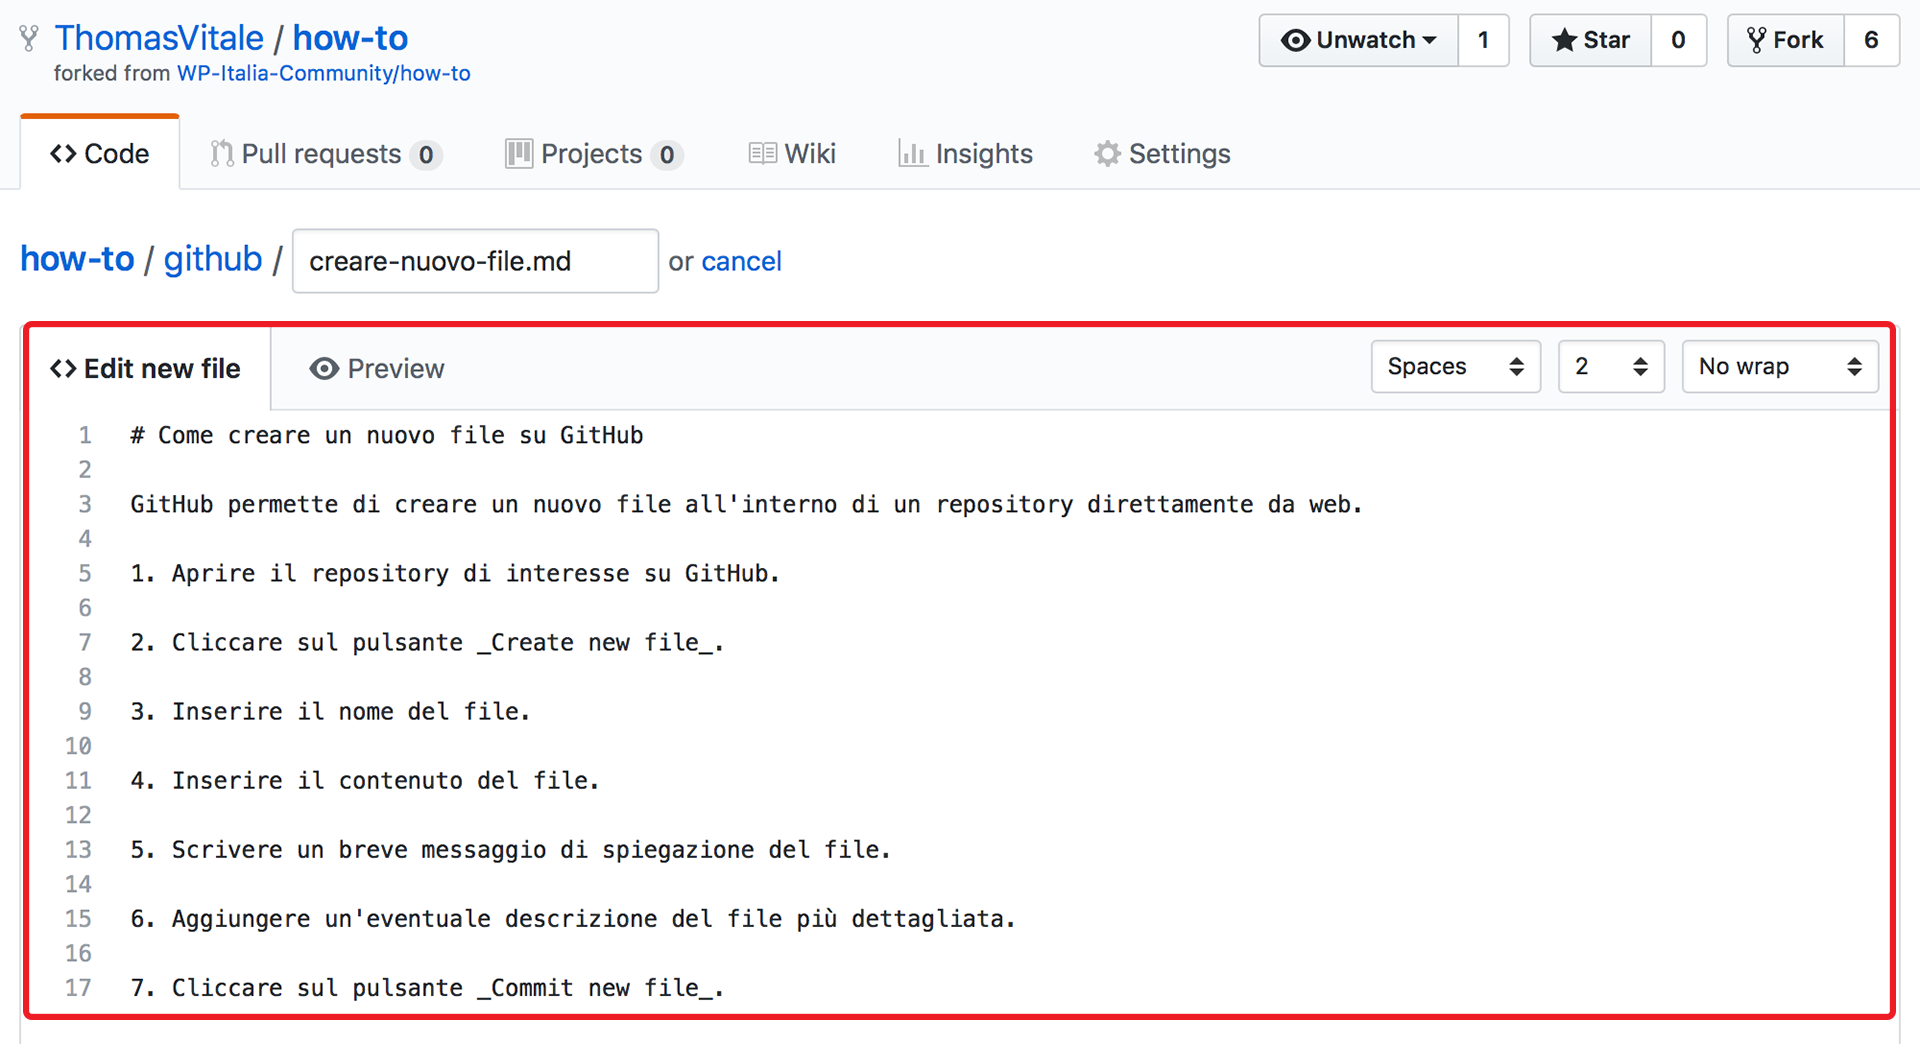 ThomasVitale / how-to
forked from WP-Italia-Community/how-to
Unwatch 1
Star 0
Fork 6
Code
Pull requests 0
Projects 0
Wiki
Insights
Settings
how-to / github / creare-nuovo-file.md or cancel
Edit new file
Preview
Spaces
2
No wrap
1 # Come creare un nuovo file su GitHub
2
3 GitHub permette di creare un nuovo file all'interno di un repository direttamente da web.
4
5 1. Aprire il repository di interesse su GitHub.
6
7 2. Cliccare sul pulsante _Create new file_.
8
9 3. Inserire il nome del file.
10
11 4. Inserire il contenuto del file.
12
13 5. Scrivere un breve messaggio di spiegazione del file.
14
15 6. Aggiungere un'eventuale descrizione del file più dettagliata.
16
17 7. Cliccare sul pulsante _Commit new file_.